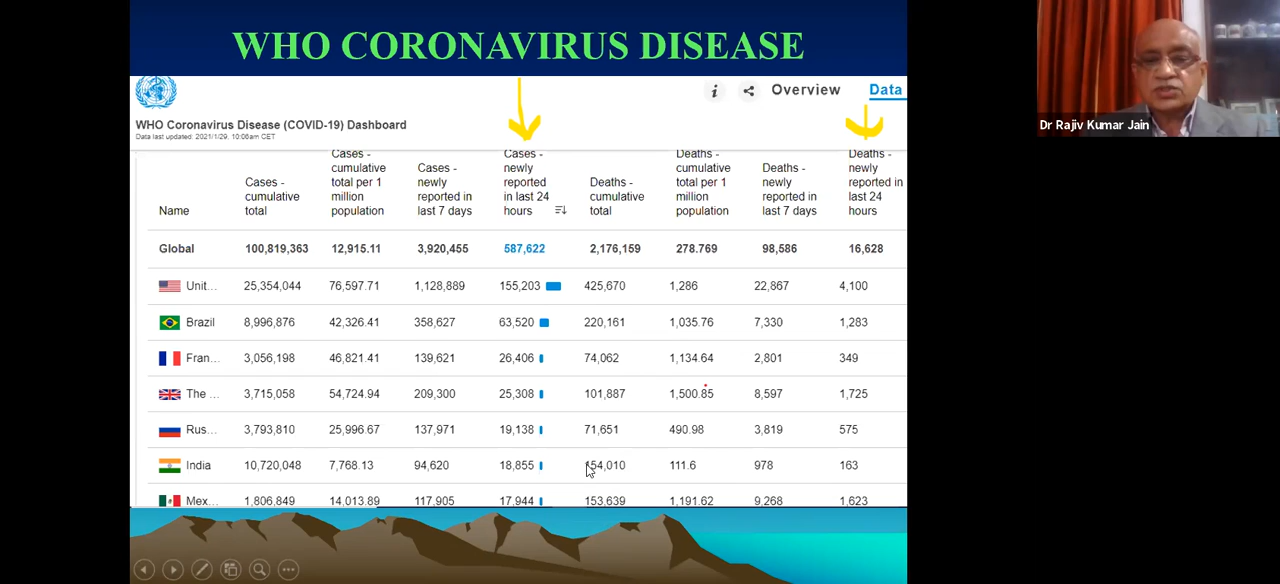 WHO CORONAVIRUS DISEASE
i Overview Data
WHO Coronavirus Disease (COVID-19) Dashboard
Data last updated: 2021/1/29, 10:06am CET
Name
Cases -
cumulative
total
Cases -
cumulative
total per 1
million
population
Cases -
newly
reported in
last 7 days
Cases -
newly
reported
in last 24
hours
Deaths -
cumulative
total
Deaths -
cumulative
total per 1
million
population
Deaths -
newly
reported in
last 7 days
Deaths -
newly
reported in
last 24
hours
Global 100,819,363 12,915.11 3,920,455 587,622 2,176,159 278.769 98,586 16,628
Unit... 25,354,044 76,597.71 1,128,889 155,203 425,670 1,286 22,867 4,100
Brazil 8,996,876 42,326.41 358,627 63,520 220,161 1,035.76 7,330 1,283
Fran... 3,056,198 46,821.41 139,621 26,406 74,062 1,134.64 2,801 349
The ... 3,715,058 54,724.94 209,300 25,308 101,887 1,500.85 8,597 1,725
Rus... 3,793,810 25,996.67 137,971 19,138 71,651 490.98 3,819 575
India 10,720,048 7,768.13 94,620 18,855 154,010 111.6 978 163
Mex... 1,806,849 14,013.89 117,905 17,944 153,639 1,191.62 9,268 1,623
Dr Rajiv Kumar Jain